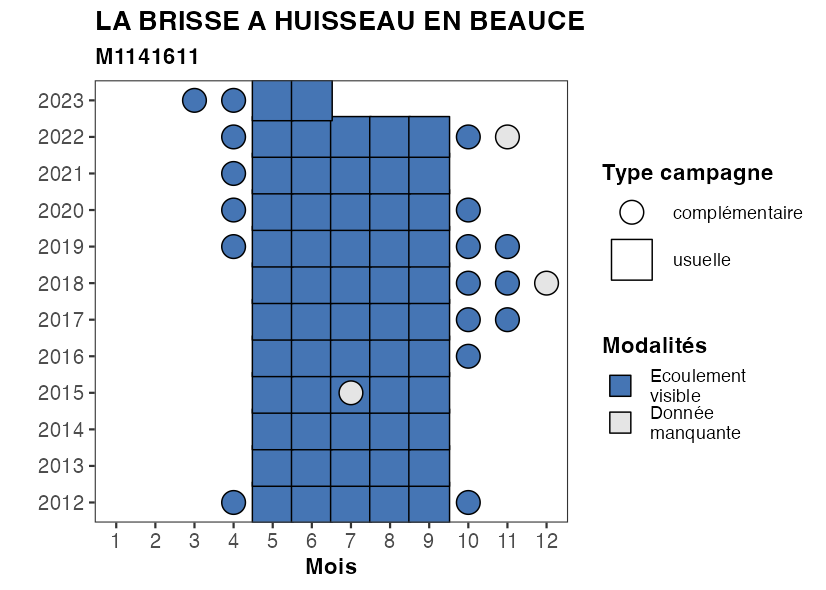 LA BRISSE A HUISSEAU EN BEAUCE
M1141611
2023
2022
2021
2020
2019
2018
2017
2016
2015
2014
2013
2012
1 2 3 4 5 6 7 8 9 10 11 12
Mois
Type campagne
complémentaire
usuelle
Modalités
Ecoulement
visible
Donnée
manquante